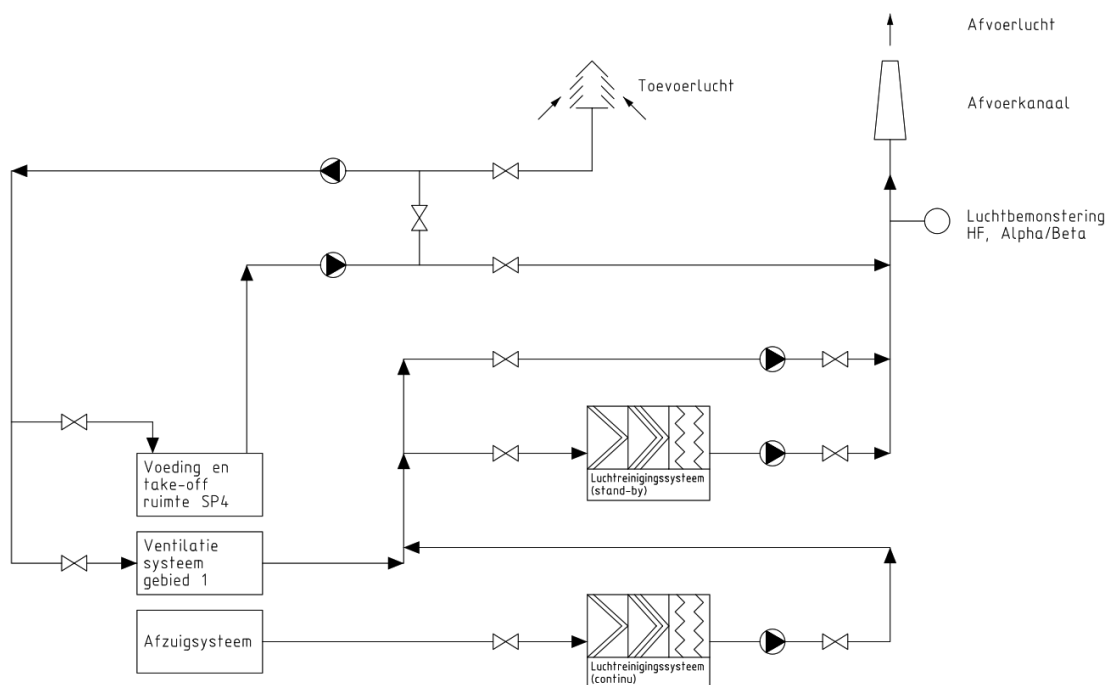 Afvoerlucht
Toevoerlucht
Afvoerkanaal
Luchtbemonstering
HF, Alpha/Beta
Voeding en
take-off
ruimte SP4
Luchtreinigingssysteem
(stand-by)
Ventilatie
systeem
gebied 1
Afzuigsysteem
Luchtreinigingssysteem
(continu)